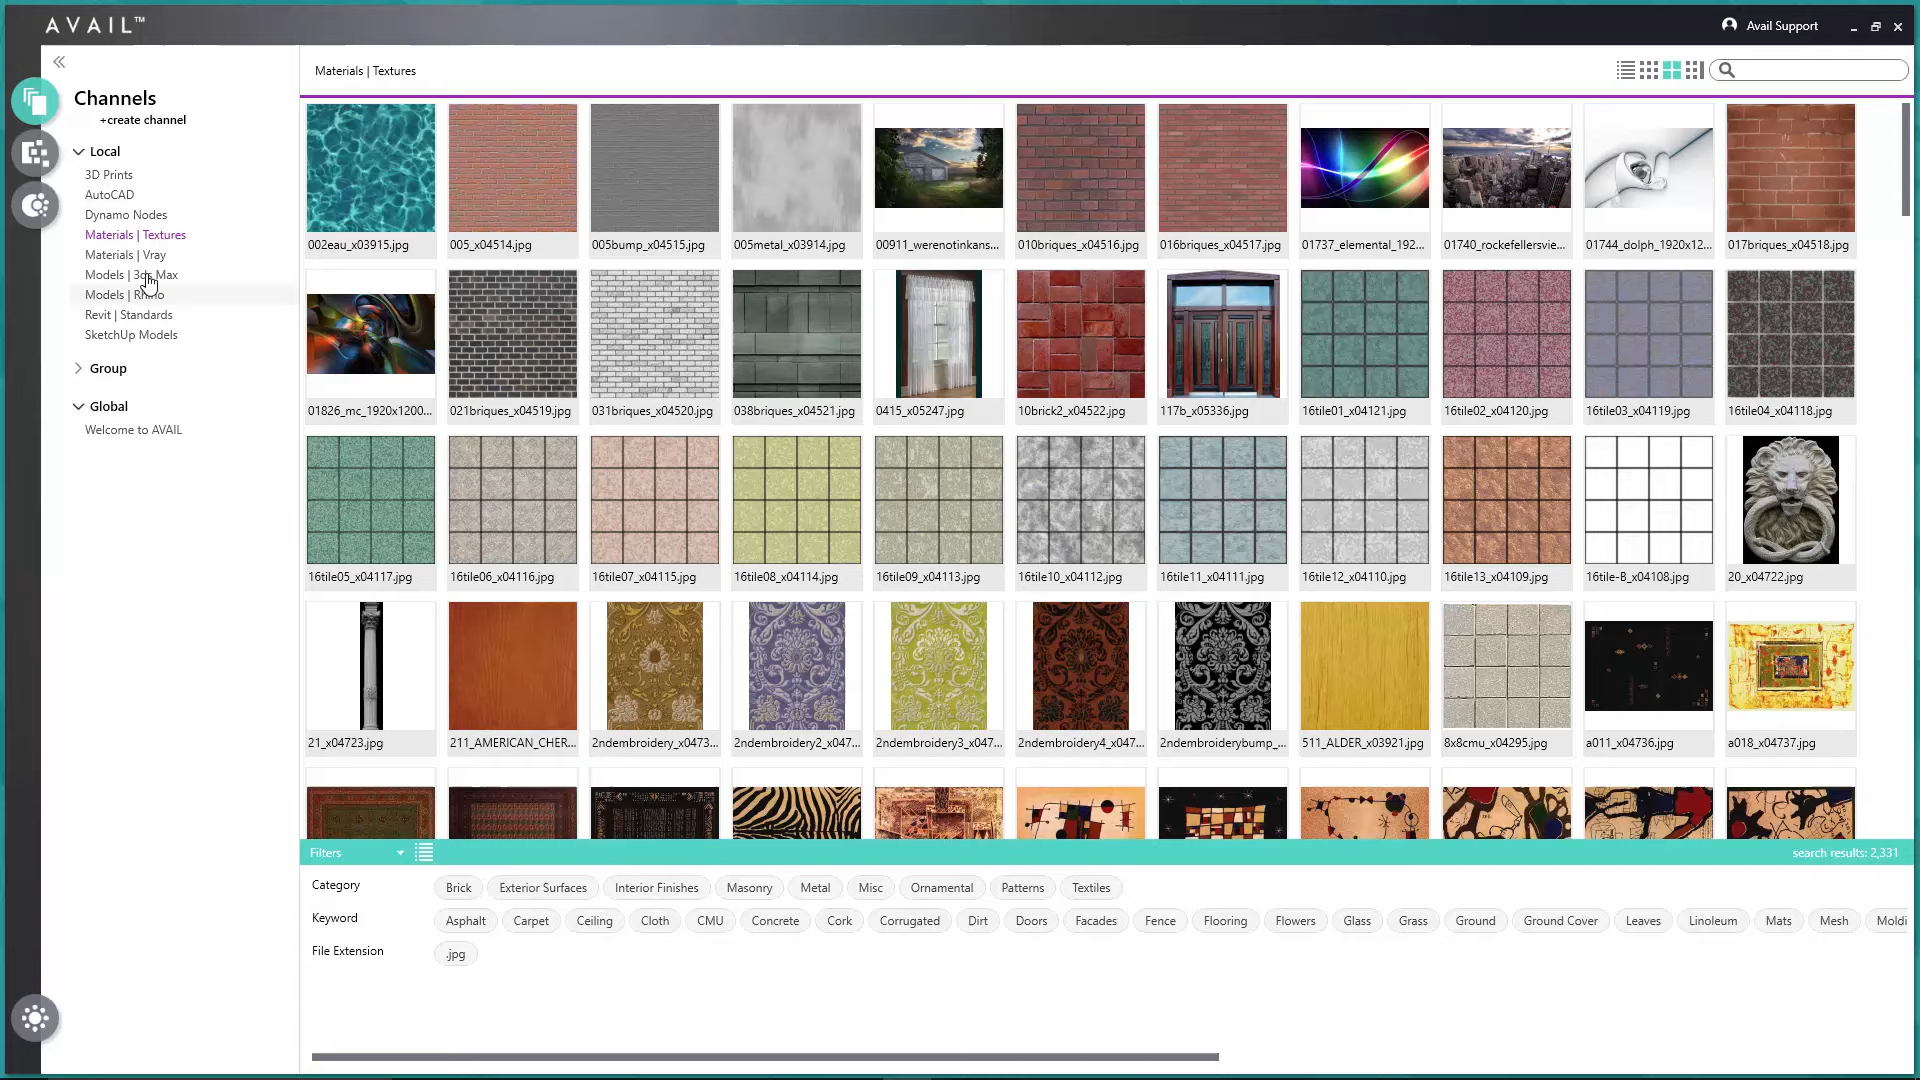 AVAIL™
Avail Support
Channels
+create channel
Local
3D Prints
AutoCAD
Dynamo Nodes
Materials | Textures
Materials | Vray
Models | 3ds Max
Models | Rhino
Revit | Standards
SketchUp Models
Group
Global
Welcome to AVAIL
Materials | Textures
002eau_x03915.jpg
005_x04514.jpg
005bump_x04515.jpg
005metal_x03914.jpg
00911_werenotinkans...
010briques_x04516.jpg
016briques_x04517.jpg
01737_elemental_192...
01740_rockefellersvie...
01744_dolph_1920x12...
017briques_x04518.jpg
01826_mc_1920x1200...
021briques_x04519.jpg
031briques_x04520.jpg
038briques_x04521.jpg
0415_x05247.jpg
10brick2_x04522.jpg
117b_x05336.jpg
16tile01_x04121.jpg
16tile02_x04120.jpg
16tile03_x04119.jpg
16tile04_x04118.jpg
16tile05_x04117.jpg
16tile06_x04116.jpg
16tile07_x04115.jpg
16tile08_x04114.jpg
16tile09_x04113.jpg
16tile10_x04112.jpg
16tile11_x04111.jpg
16tile12_x04110.jpg
16tile13_x04109.jpg
16tile-B_x04108.jpg
20_x04722.jpg
21_x04723.jpg
211_AMERICAN_CHER...
2ndembroidery_x0473...
2ndembroidery2_x047...
2ndembroidery3_x047...
2ndembroidery4_x047...
2ndembroiderybump_...
511_ALDER_x03921.jpg
8x8cmu_x04295.jpg
a011_x04736.jpg
a018_x04737.jpg
Filters
search results: 2,331
Category Brick Exterior Surfaces Interior Finishes Masonry Metal Misc Ornamental Patterns Textiles
Keyword Asphalt Carpet Ceiling Cloth CMU Concrete Cork Corrugated Dirt Doors Facades Fence Flooring Flowers Glass Grass Ground Ground Cover Leaves Linoleum Mats Mesh Moldi
File Extension .jpg